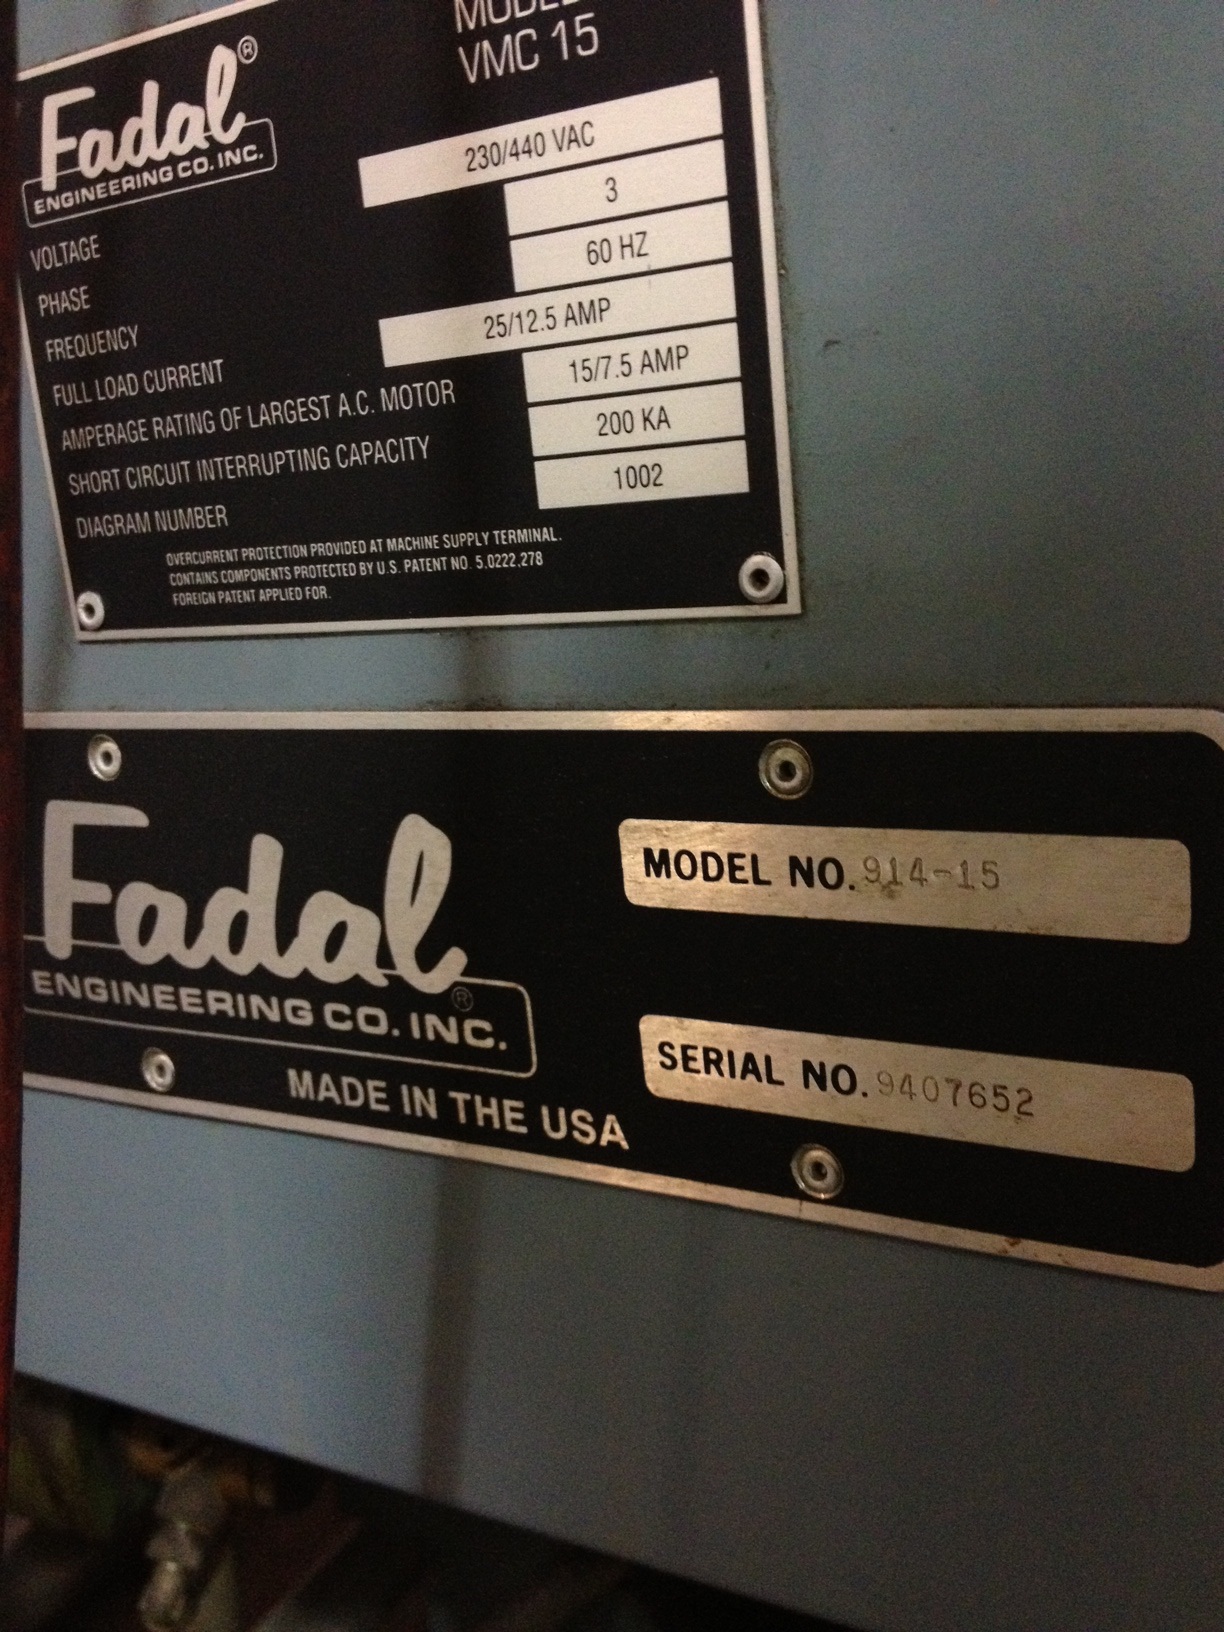 MODEL
VMC 15
Fadal®
ENGINEERING CO. INC.
VOLTAGE 230/440 VAC
PHASE 3
FREQUENCY 60 HZ
FULL LOAD CURRENT 25/12.5 AMP
AMPERAGE RATING OF LARGEST A.C. MOTOR 15/7.5 AMP
SHORT CIRCUIT INTERRUPTING CAPACITY 200 KA
DIAGRAM NUMBER 1002
OVERCURRENT PROTECTION PROVIDED AT MACHINE SUPPLY TERMINAL.
CONTAINS COMPONENTS PROTECTED BY U.S. PATENT NO. 5,0222,278
FOREIGN PATENT APPLIED FOR.
Fadal®
ENGINEERING CO. INC.
MADE IN THE USA
MODEL NO. 914-15
SERIAL NO. 9407652